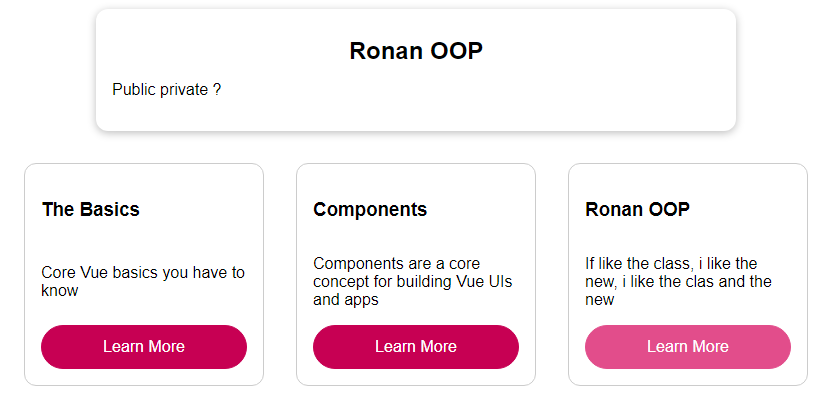 Ronan OOP
Public private ?
The Basics
Core Vue basics you have to
know
Learn More
Components
Components are a core
concept for building Vue UIs
and apps
Learn More
Ronan OOP
If like the class, i like the
new, i like the clas and the
new
Learn More